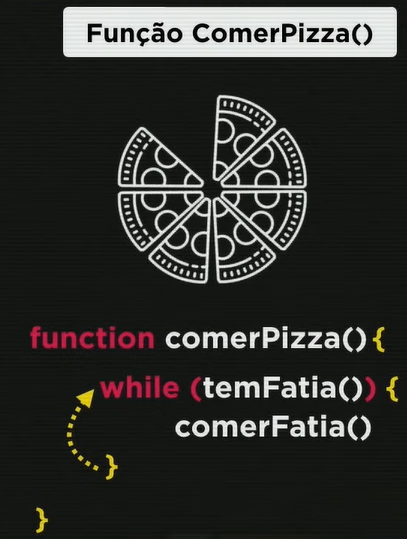 Função ComerPizza()
function comerPizza() {
while (temFatia()) {
comerFatia()
}
}